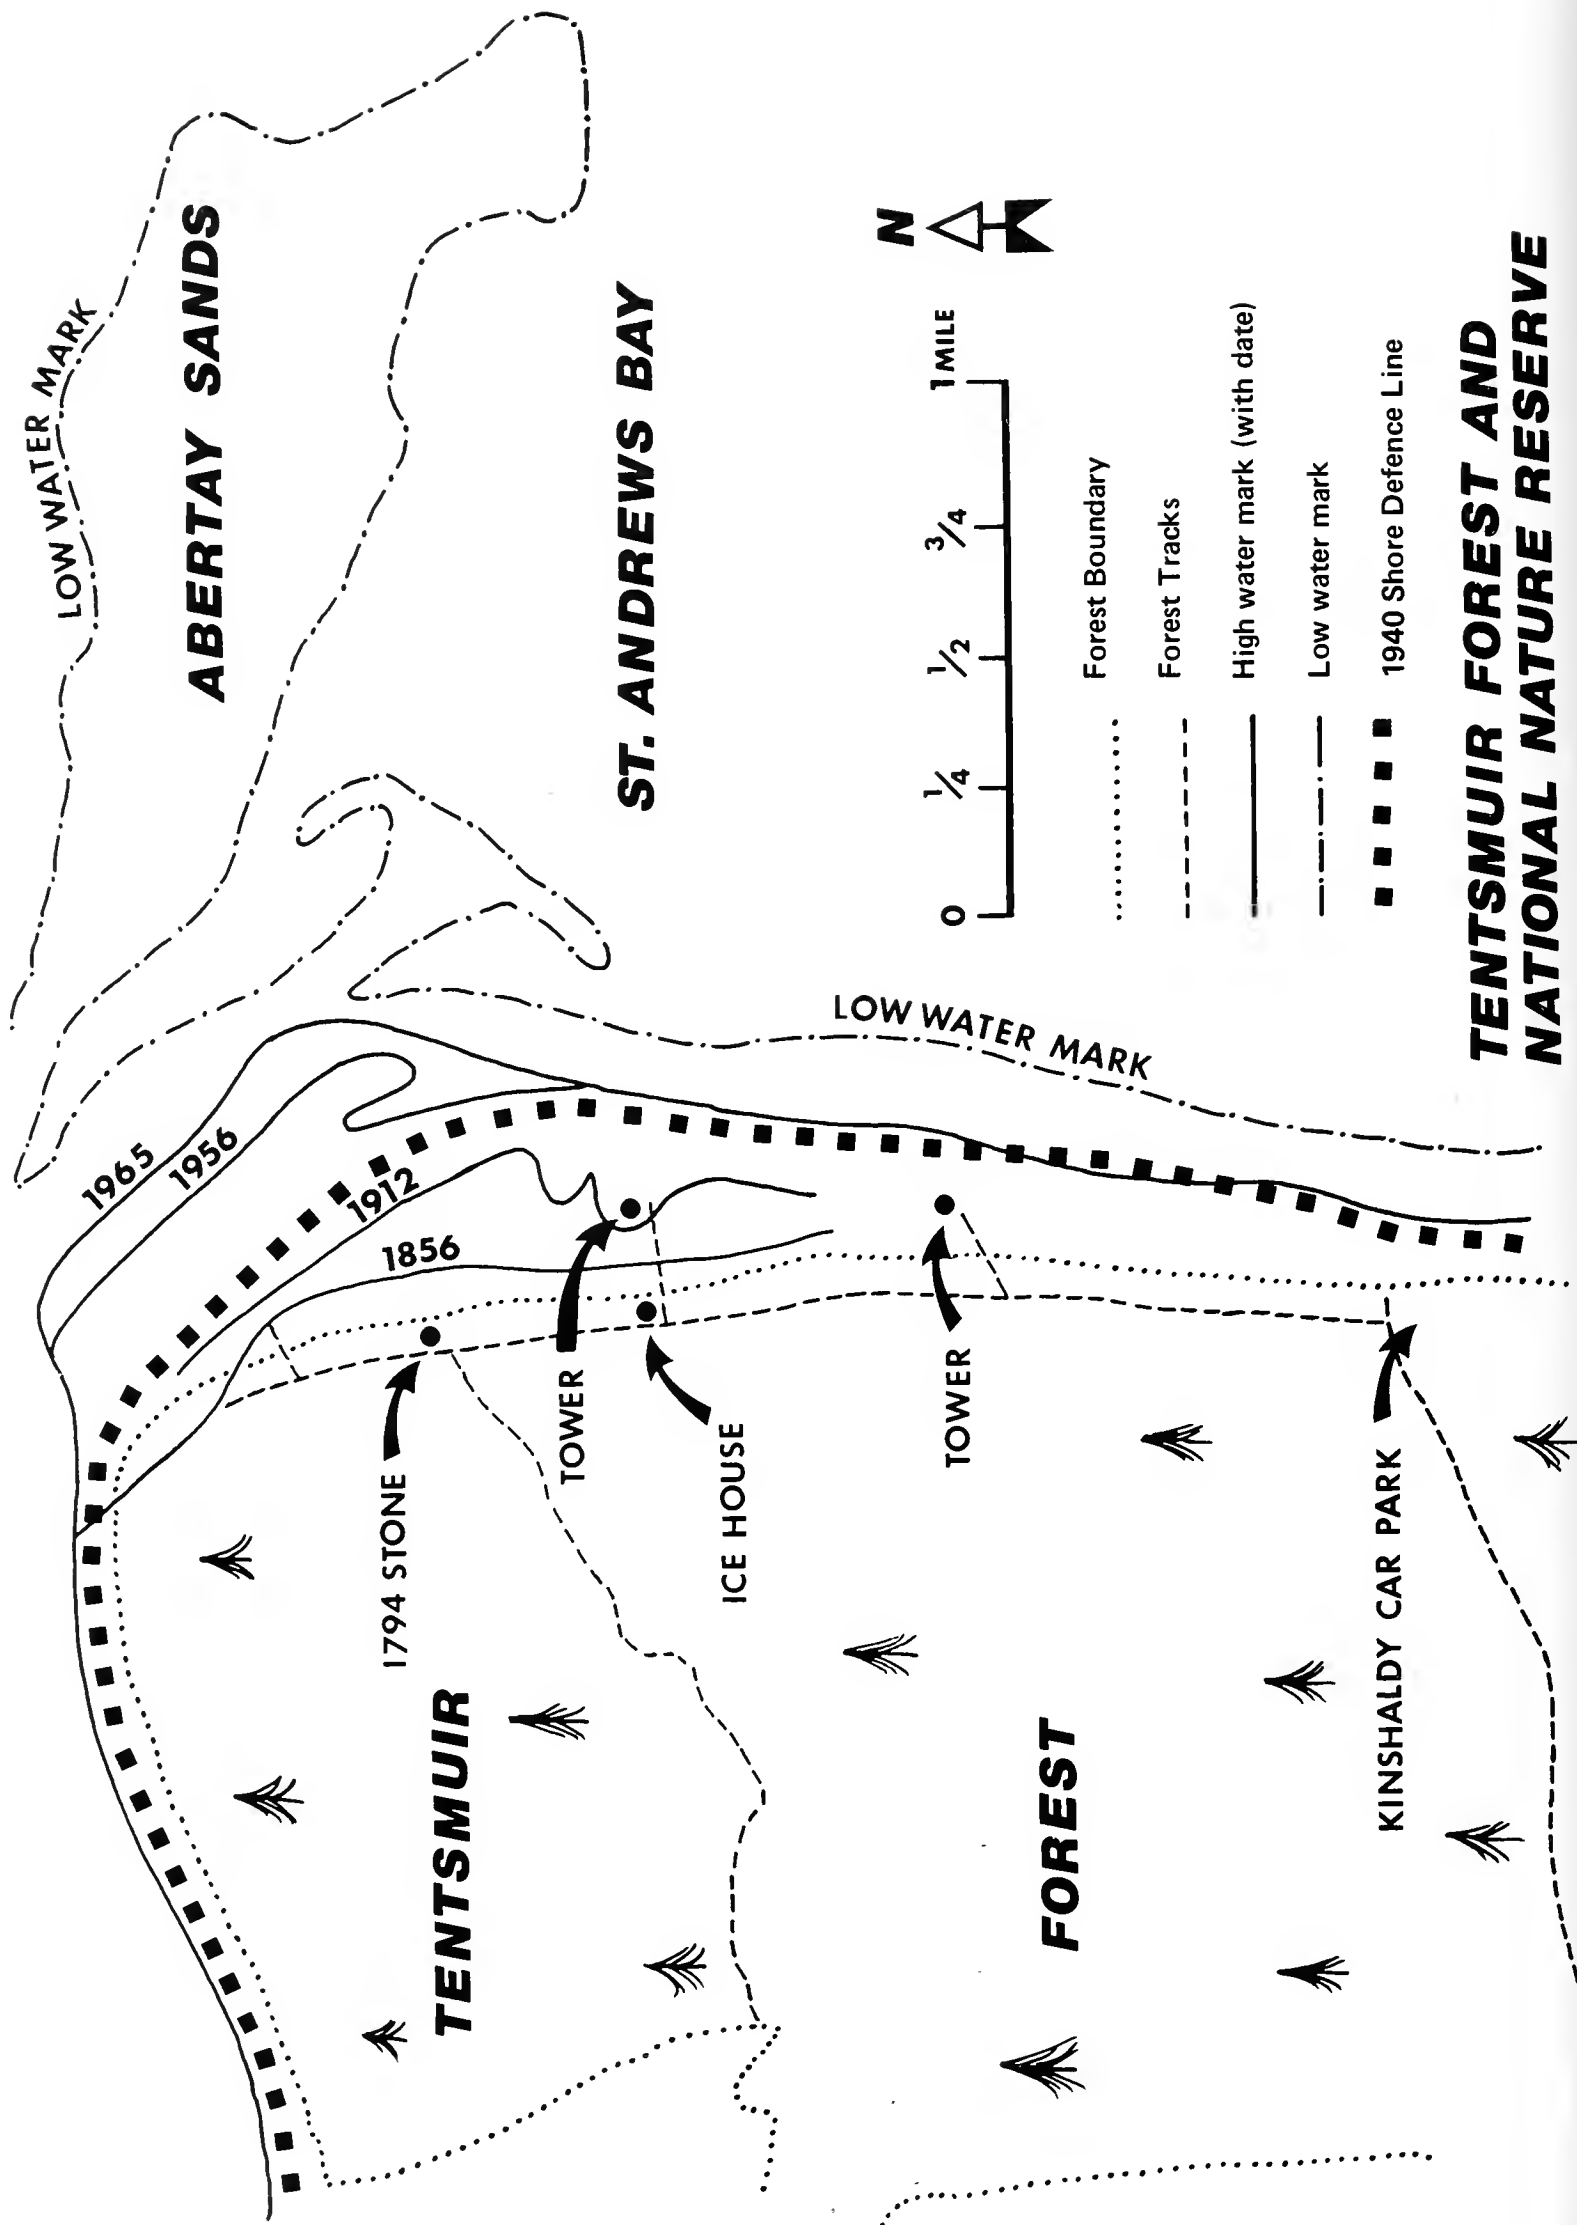 LOW WATER MARK
ABERTAY SANDS
ST. ANDREWS BAY
1965
1956
1912
1856
LOW WATER MARK
1794 STONE
TOWER
ICE HOUSE
TOWER
KINSHALDY CAR PARK
TENTSMUIR
FOREST
N
0 1/4 1/2 3/4 1 MILE
Forest Boundary
Forest Tracks
High water mark (with date)
Low water mark
1940 Shore Defence Line
TENTSMUIR FOREST AND
NATIONAL NATURE RESERVE